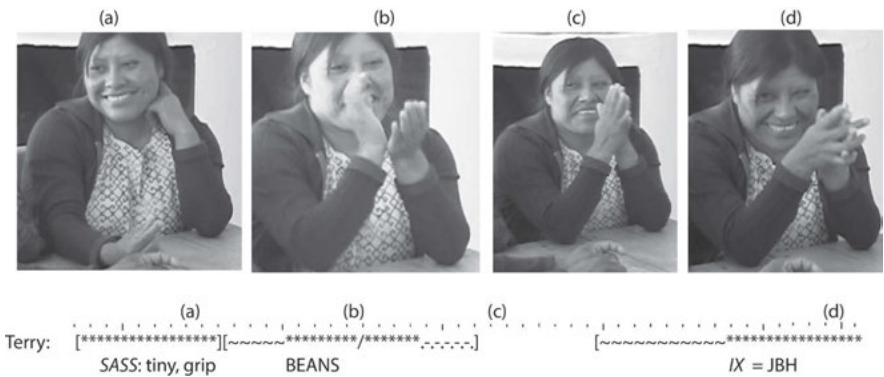 (a) (b) (c) (d)
(a) (b) (c) (d)
Terry: [*****************][~~~~~*********/*******.-.-.-.-.-.] [~~~~~~~~~~~~****************
SASS: tiny, grip BEANS IX = JBH